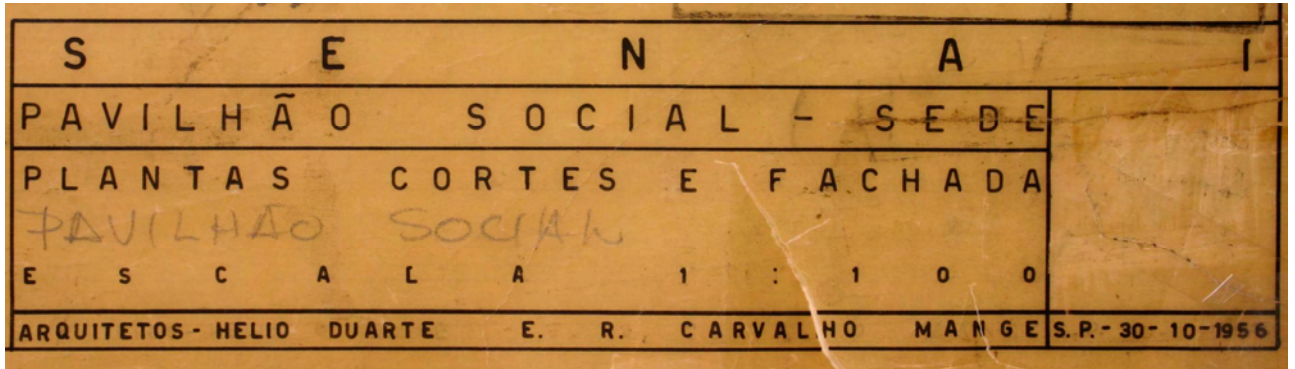 SENAI
PAVILHÃO SOCIAL - SEDE
PLANTAS CORTES E FACHADA
PAVILHÃO SOCIAL
ESCALA 1:100
ARQUITETOS - HELIO DUARTE E. R. CARVALHO MANGE S.P. - 30 - 10 - 1956